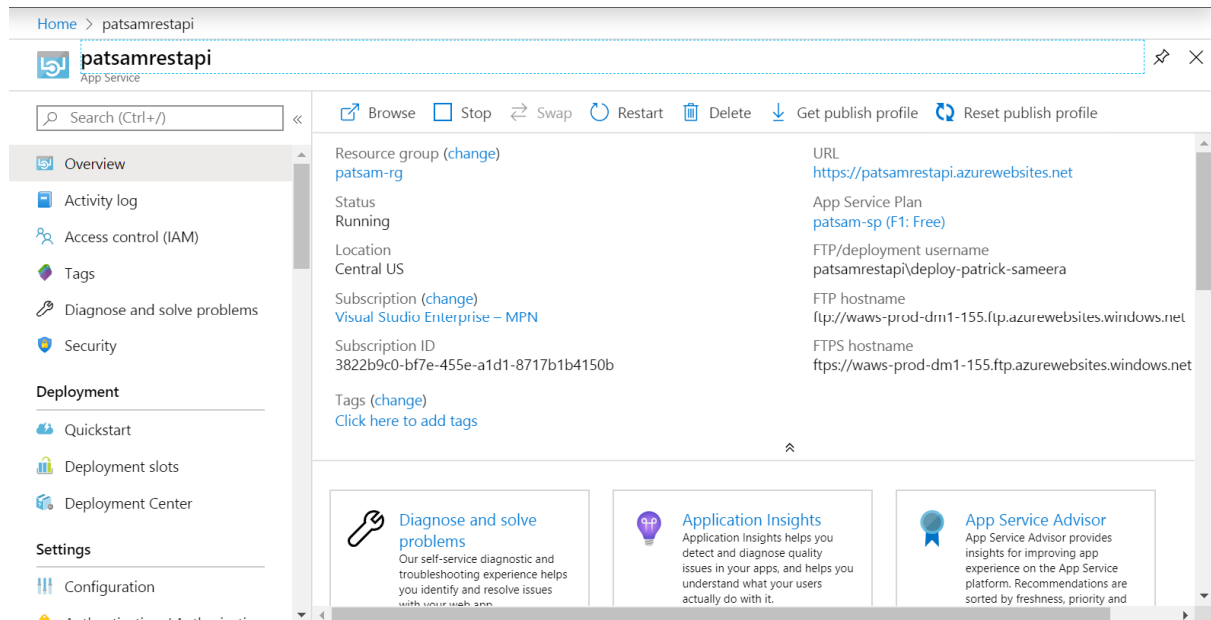 Home > patsamrestapi
patsamrestapi
App Service
Search (Ctrl+/)
«
Overview
Activity log
Access control (IAM)
Tags
Diagnose and solve problems
Security
Deployment
Quickstart
Deployment slots
Deployment Center
Settings
Configuration
Browse Stop Swap Restart Delete Get publish profile Reset publish profile
Resource group (change)
patsam-rg
Status
Running
Location
Central US
Subscription (change)
Visual Studio Enterprise – MPN
Subscription ID
3822b9c0-bf7e-455e-a1d1-8717b1b4150b
Tags (change)
Click here to add tags
URL
https://patsamrestapi.azurewebsites.net
App Service Plan
patsam-sp (F1: Free)
FTP/deployment username
patsamrestapi\deploy-patrick-sameera
FTP hostname
ftp://waws-prod-dm1-155.ftp.azurewebsites.windows.net
FTPS hostname
ftps://waws-prod-dm1-155.ftp.azurewebsites.windows.net
Diagnose and solve
problems
Our self-service diagnostic and
troubleshooting experience helps
you identify and resolve issues
with your web app
Application Insights
Application Insights helps you
detect and diagnose quality
issues in your apps, and helps you
understand what your users
actually do with it.
App Service Advisor
App Service Advisor provides
insights for improving app
experience on the App Service
platform. Recommendations are
sorted by freshness, priority and